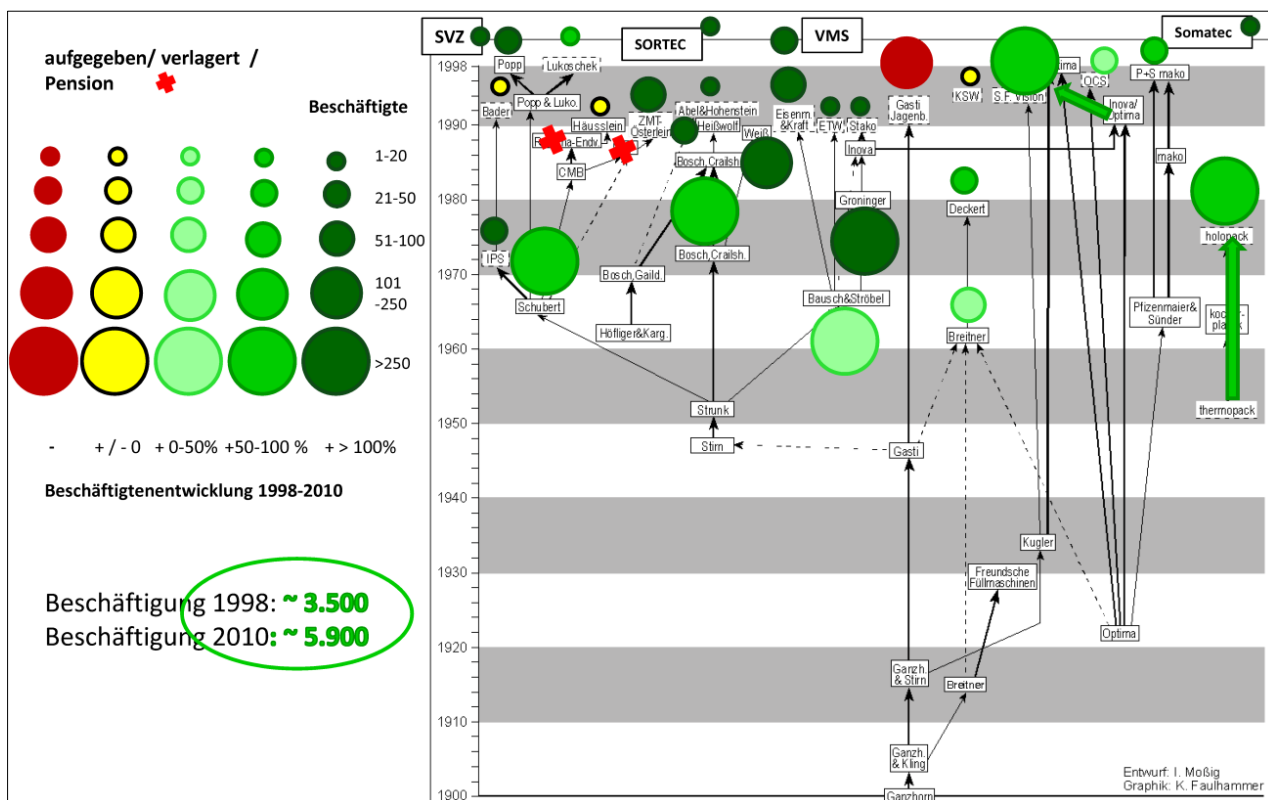 aufgegeben/ verlagert /
Pension
Beschäftigte
1-20
21-50
51-100
101
-250
>250
- + / - 0 + 0-50% +50-100 % + > 100%
Beschäftigtenentwicklung 1998-2010
Beschäftigung 1998: ~ 3.500
Beschäftigung 2010: ~ 5.900
SVZ
SORTEC
VMS
Somatec
1998
1990
1980
1970
1960
1950
1940
1930
1920
1910
1900
Popp
Lukoschek
Popp & Luko.
Bader
Häusslein
CMB
ZMT-
Osterlein
Abel&Hohenstein
Heißwolf
Weiß
Bosch, Crailsh.
Eisenm.
&Kraft
ETW
Stako
Inova
Gasti
Jagenb.
KSW
S.F. Vision
OCS
P+S mako
Inova/
Optima
mako
Groninger
Deckert
holopack
IPS
Schubert
Bosch,Gaild.
Bosch,Crailsh.
Höfliger&Karg.
Bausch&Ströbel
Breitner
Pfizenmaier&
Sünder
thermopack
Strunk
Stirn
Gasti
Kugler
Freundsche
Füllmaschinen
Optima
Ganzh.
& Stirn
Breitner
Ganzh.
& Kling
Ganzhorn
Entwurf: I. Moßig
Graphik: K. Faulhammer